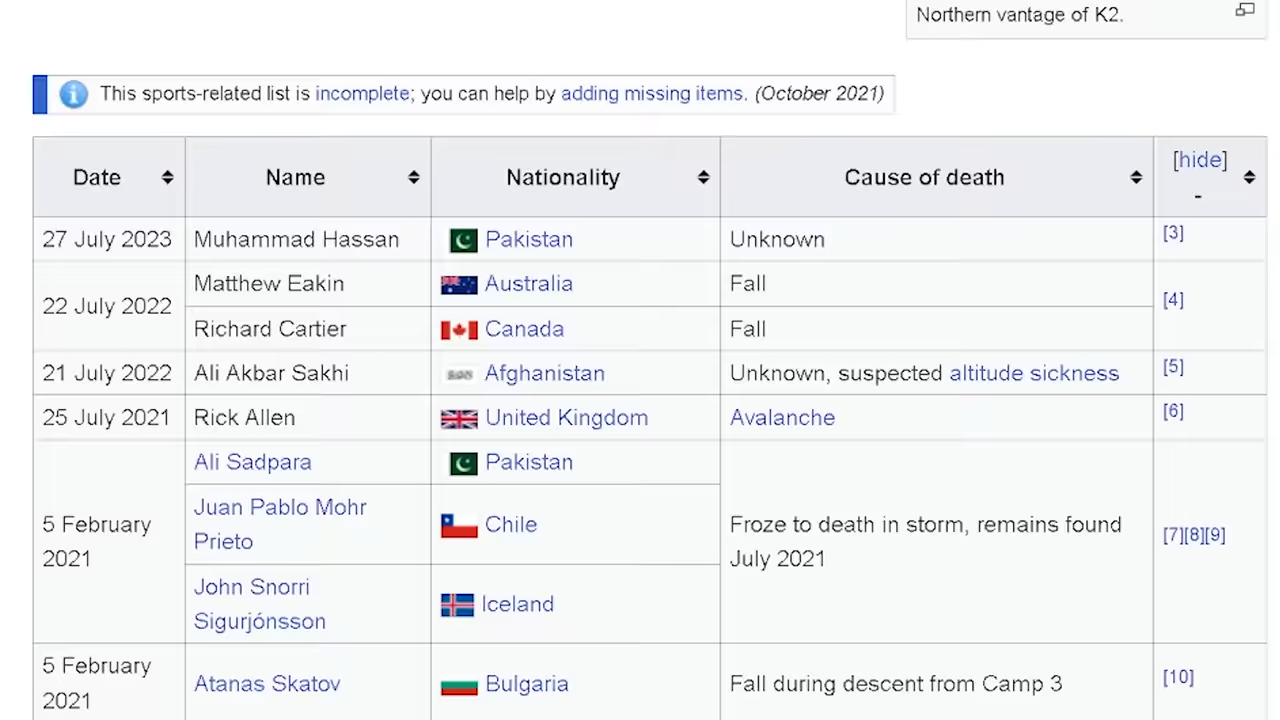 Northern vantage of K2.
This sports-related list is incomplete; you can help by adding missing items. (October 2021)
Date Name Nationality Cause of death [hide]
-
27 July 2023 Muhammad Hassan Pakistan Unknown [3]
22 July 2022 Matthew Eakin Australia Fall [4]
Richard Cartier Canada Fall
21 July 2022 Ali Akbar Sakhi Afghanistan Unknown, suspected altitude sickness [5]
25 July 2021 Rick Allen United Kingdom Avalanche [6]
5 February
2021
Ali Sadpara Pakistan
Juan Pablo Mohr
Prieto
Chile
John Snorri
Sigurjónsson
Iceland
Froze to death in storm, remains found
July 2021
[7][8][9]
5 February
2021
Atanas Skatov Bulgaria Fall during descent from Camp 3 [10]